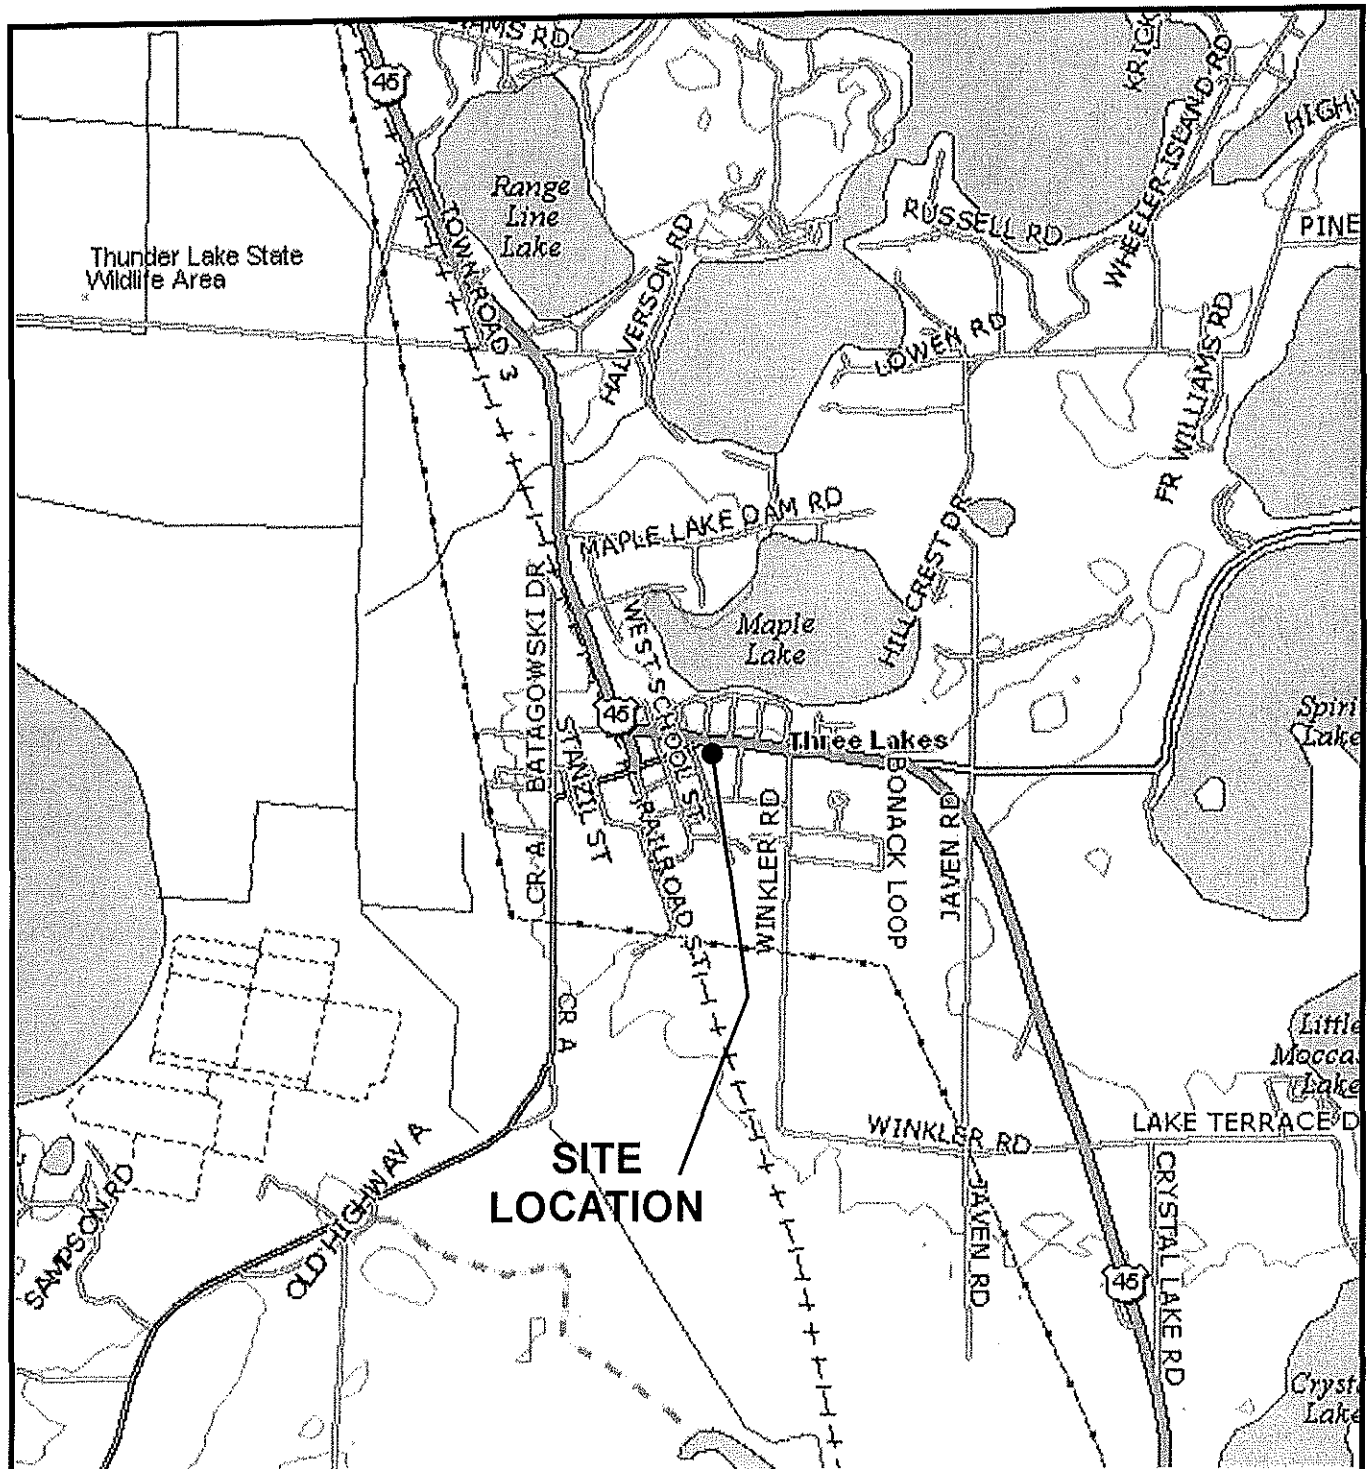 AMS RD
KRICK
45
WHEELER ISLAND RD
HIGH
Range
Line
Lake
RUSSELL RD
PINE
TOWN ROAD 3
HALVERSON RD
Thunder Lake State
Wildlife Area
LOWEN RD
FR WILLIAMS RD
MAPLE LAKE DAM RD
HILLCREST DR
BATAGOWSKI DR
WEST SCHOOL ST
Maple
Lake
45
STANZIL ST
Three Lakes
Spiri
Lake
CR A
RAILROAD ST
WINKLER RD
BONACK LOOP
JAVEN RD
CR A
Little
Moccas
Lake
OLD HIGHWAY A
SITE
LOCATION
WINKLER RD
LAKE TERRACE D
SAMPSON RD
JAVEN RD
CRYSTAL LAKE RD
45
Cryst
Lake